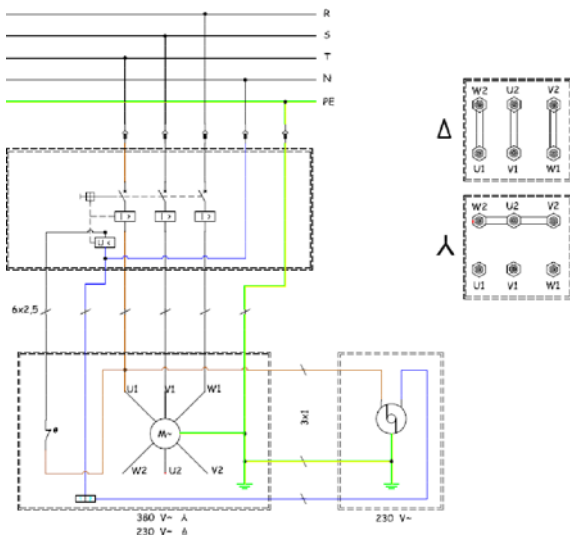 R
S
T
N
PE
I>
I>
I>
U<
6x2,5
U1 V1 W1
M~
W2 U2 V2
3x1
380 V~ ⅄
230 V~ Δ
230 V~
Δ
W2 U2 V2
U1 V1 W1
⅄
W2 U2 V2
U1 V1 W1